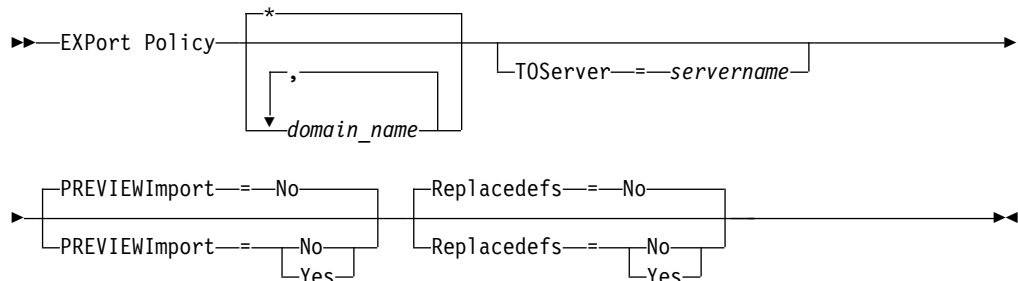 *
EXPort Policy
,
domain_name
TOServer = servername
PREVIEWImport = No
PREVIEWImport = No
Yes
Replacedefs = No
Replacedefs = No
Yes